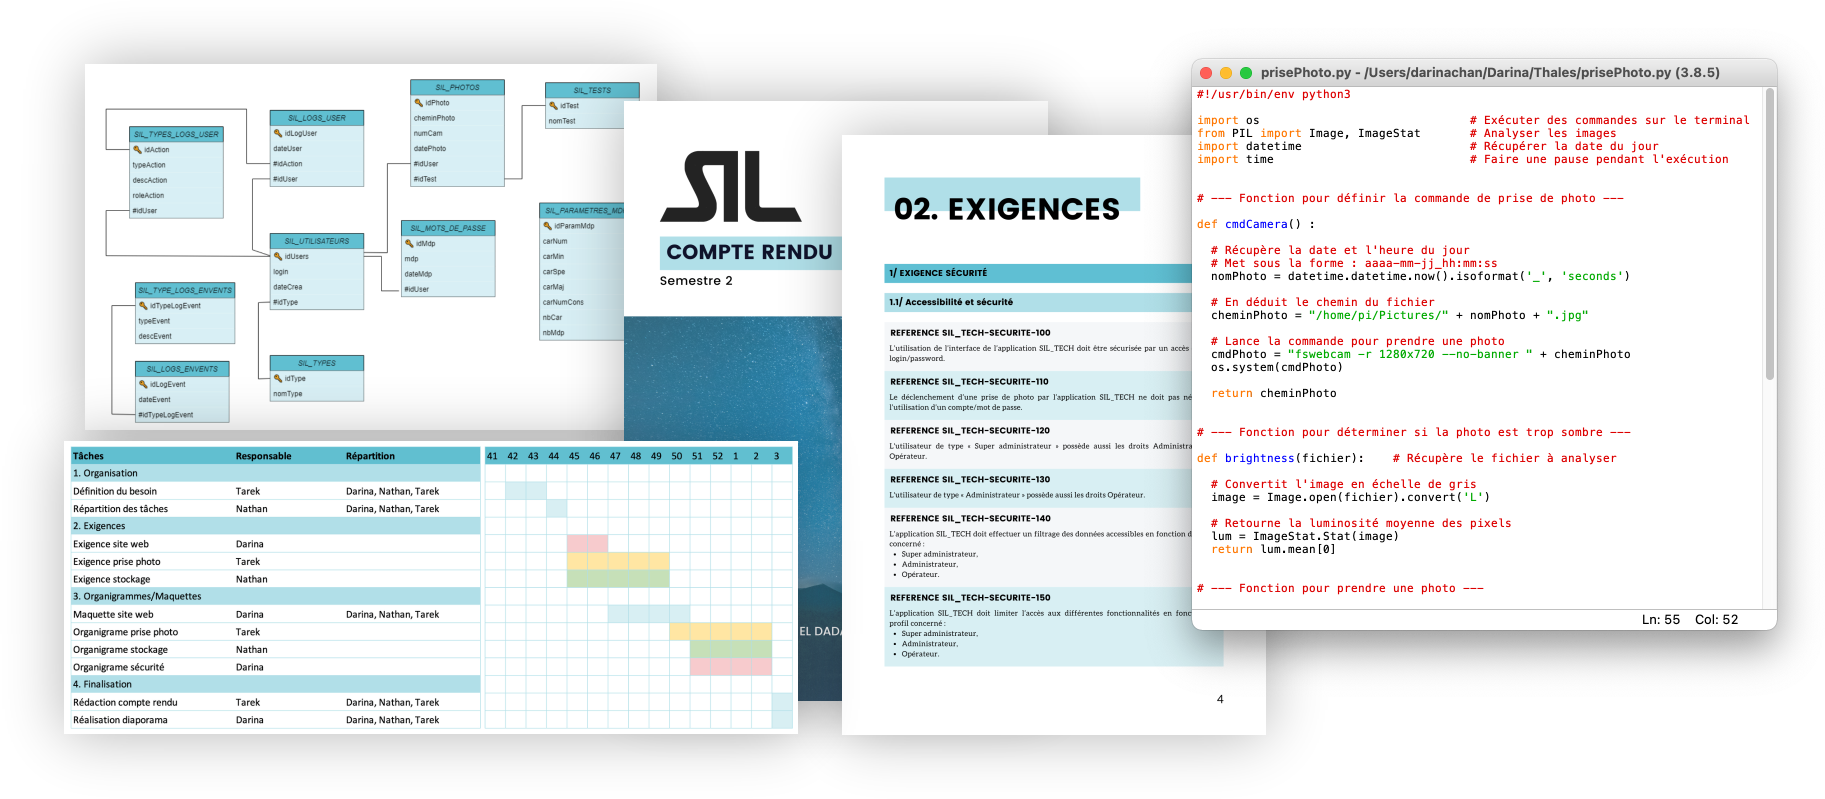 SIL_TYPES_LOGS_USER
idAction
typeAction
descAction
roleAction
#idUser
SIL_LOGS_USER
idLogUser
dateUser
#idAction
#idUser
SIL_PHOTOS
idPhoto
cheminPhoto
numCam
datePhoto
#idUser
#idTest
SIL_TESTS
idTest
nomTest
SIL_UTILISATEURS
idUsers
login
dateCrea
#idType
SIL_MOTS_DE_PASSE
idMdp
mdp
dateMdp
#idUser
SIL_PARAMETRES_MD
idParamMdp
carNum
carMin
carSpe
carMaj
carNumCons
nbCar
nbMdp
SIL_TYPE_LOGS_ENVENTS
idTypeLogEvent
typeEvent
descEvent
SIL_LOGS_ENVENTS
idLogEvent
dateEvent
#idTypeLogEvent
SIL_TYPES
idType
nomType
Tâches Responsable Répartition 41 42 43 44 45 46 47 48 49 50 51 52 1 2 3
1. Organisation
Définition du besoin Tarek Darina, Nathan, Tarek
Répartition des tâches Nathan Darina, Nathan, Tarek
2. Exigences
Exigence site web Darina
Exigence prise photo Tarek
Exigence stockage Nathan
3. Organigrammes/Maquettes
Maquette site web Darina Darina, Nathan, Tarek
Organigrame prise photo Tarek
Organigrame stockage Nathan
Organigrame sécurité Darina
4. Finalisation
Rédaction compte rendu Tarek Darina, Nathan, Tarek
Réalisation diaporama Darina Darina, Nathan, Tarek
SIL
COMPTE RENDU
Semestre 2
EL DADA
02. EXIGENCES
1/ EXIGENCE SÉCURITÉ
1.1/ Accessibilité et sécurité
REFERENCE SIL_TECH-SECURITE-100
L'utilisation de l'interface de l'application SIL_TECH doit être sécurisée par un accès
login/password.
REFERENCE SIL_TECH-SECURITE-110
Le déclenchement d'une prise de photo par l'application SIL_TECH ne doit pas né
l'utilisation d'un compte/mot de passe.
REFERENCE SIL_TECH-SECURITE-120
L'utilisateur de type « Super administrateur » possède aussi les droits Administra
Opérateur.
REFERENCE SIL_TECH-SECURITE-130
L'utilisateur de type « Administrateur » possède aussi les droits Opérateur.
REFERENCE SIL_TECH-SECURITE-140
L'application SIL_TECH doit effectuer un filtrage des données accessibles en fonction d
concerné :
• Super administrateur,
• Administrateur,
• Opérateur.
REFERENCE SIL_TECH-SECURITE-150
L'application SIL_TECH doit limiter l'accès aux différentes fonctionnalités en fonc
profil concerné :
• Super administrateur,
• Administrateur,
• Opérateur.
4
prisePhoto.py - /Users/darinachan/Darina/Thales/prisePhoto.py (3.8.5)
#!/usr/bin/env python3
import os # Exécuter des commandes sur le terminal
from PIL import Image, ImageStat # Analyser les images
import datetime # Récupérer la date du jour
import time # Faire une pause pendant l'exécution
# --- Fonction pour définir la commande de prise de photo ---
def cmdCamera() :
# Récupère la date et l'heure du jour
# Met sous la forme : aaaa-mm-jj_hh:mm:ss
nomPhoto = datetime.datetime.now().isoformat('_', 'seconds')
# En déduit le chemin du fichier
cheminPhoto = "/home/pi/Pictures/" + nomPhoto + ".jpg"
# Lance la commande pour prendre une photo
cmdPhoto = "fswebcam -r 1280x720 --no-banner " + cheminPhoto
os.system(cmdPhoto)
return cheminPhoto
# --- Fonction pour déterminer si la photo est trop sombre ---
def brightness(fichier): # Récupère le fichier à analyser
# Convertit l'image en échelle de gris
image = Image.open(fichier).convert('L')
# Retourne la luminosité moyenne des pixels
lum = ImageStat.Stat(image)
return lum.mean[0]
# --- Fonction pour prendre une photo ---
Ln: 55 Col: 52